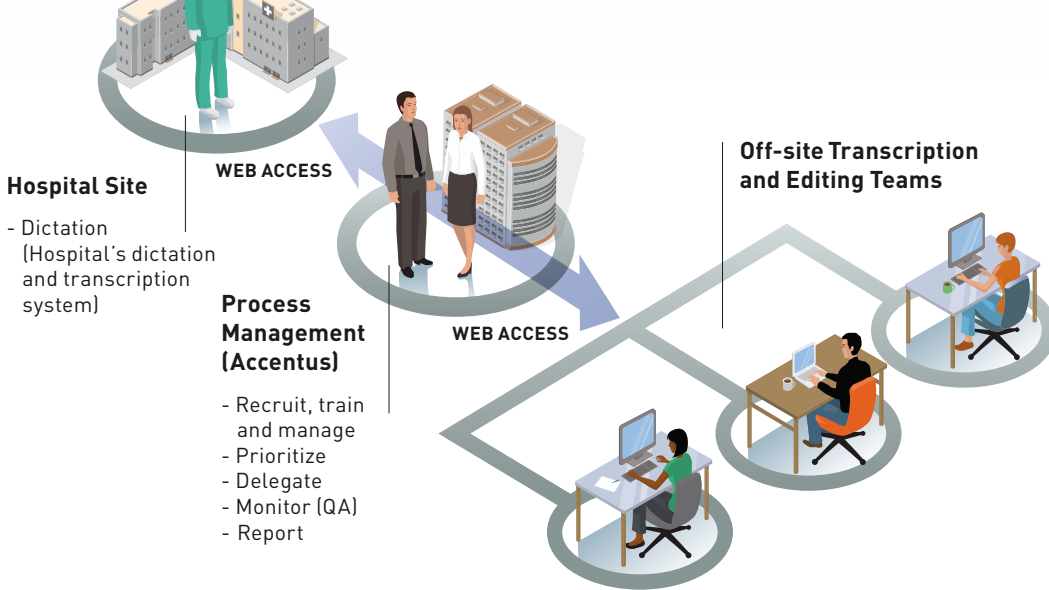 WEB ACCESS
Hospital Site
- Dictation
(Hospital's dictation
and transcription
system)
Process
Management
(Accentus)
- Recruit, train
and manage
- Prioritize
- Delegate
- Monitor (QA)
- Report
WEB ACCESS
Off-site Transcription
and Editing Teams